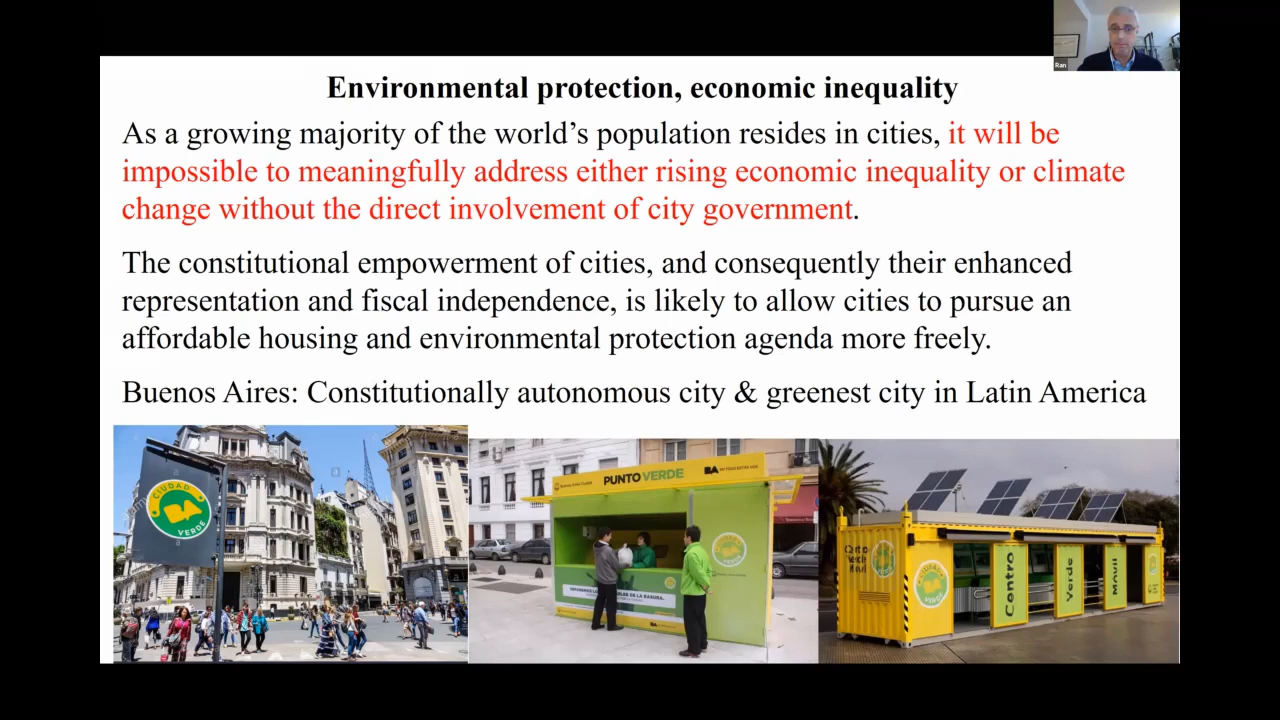 Ran
Environmental protection, economic inequality
As a growing majority of the world’s population resides in cities, it will be
impossible to meaningfully address either rising economic inequality or climate
change without the direct involvement of city government.
The constitutional empowerment of cities, and consequently their enhanced
representation and fiscal independence, is likely to allow cities to pursue an
affordable housing and environmental protection agenda more freely.
Buenos Aires: Constitutionally autonomous city & greenest city in Latin America
CIUDAD
BA
VERDE
PUNTO VERDE
BA
CIUDAD
VERDE
Centro
Verde
Móvil